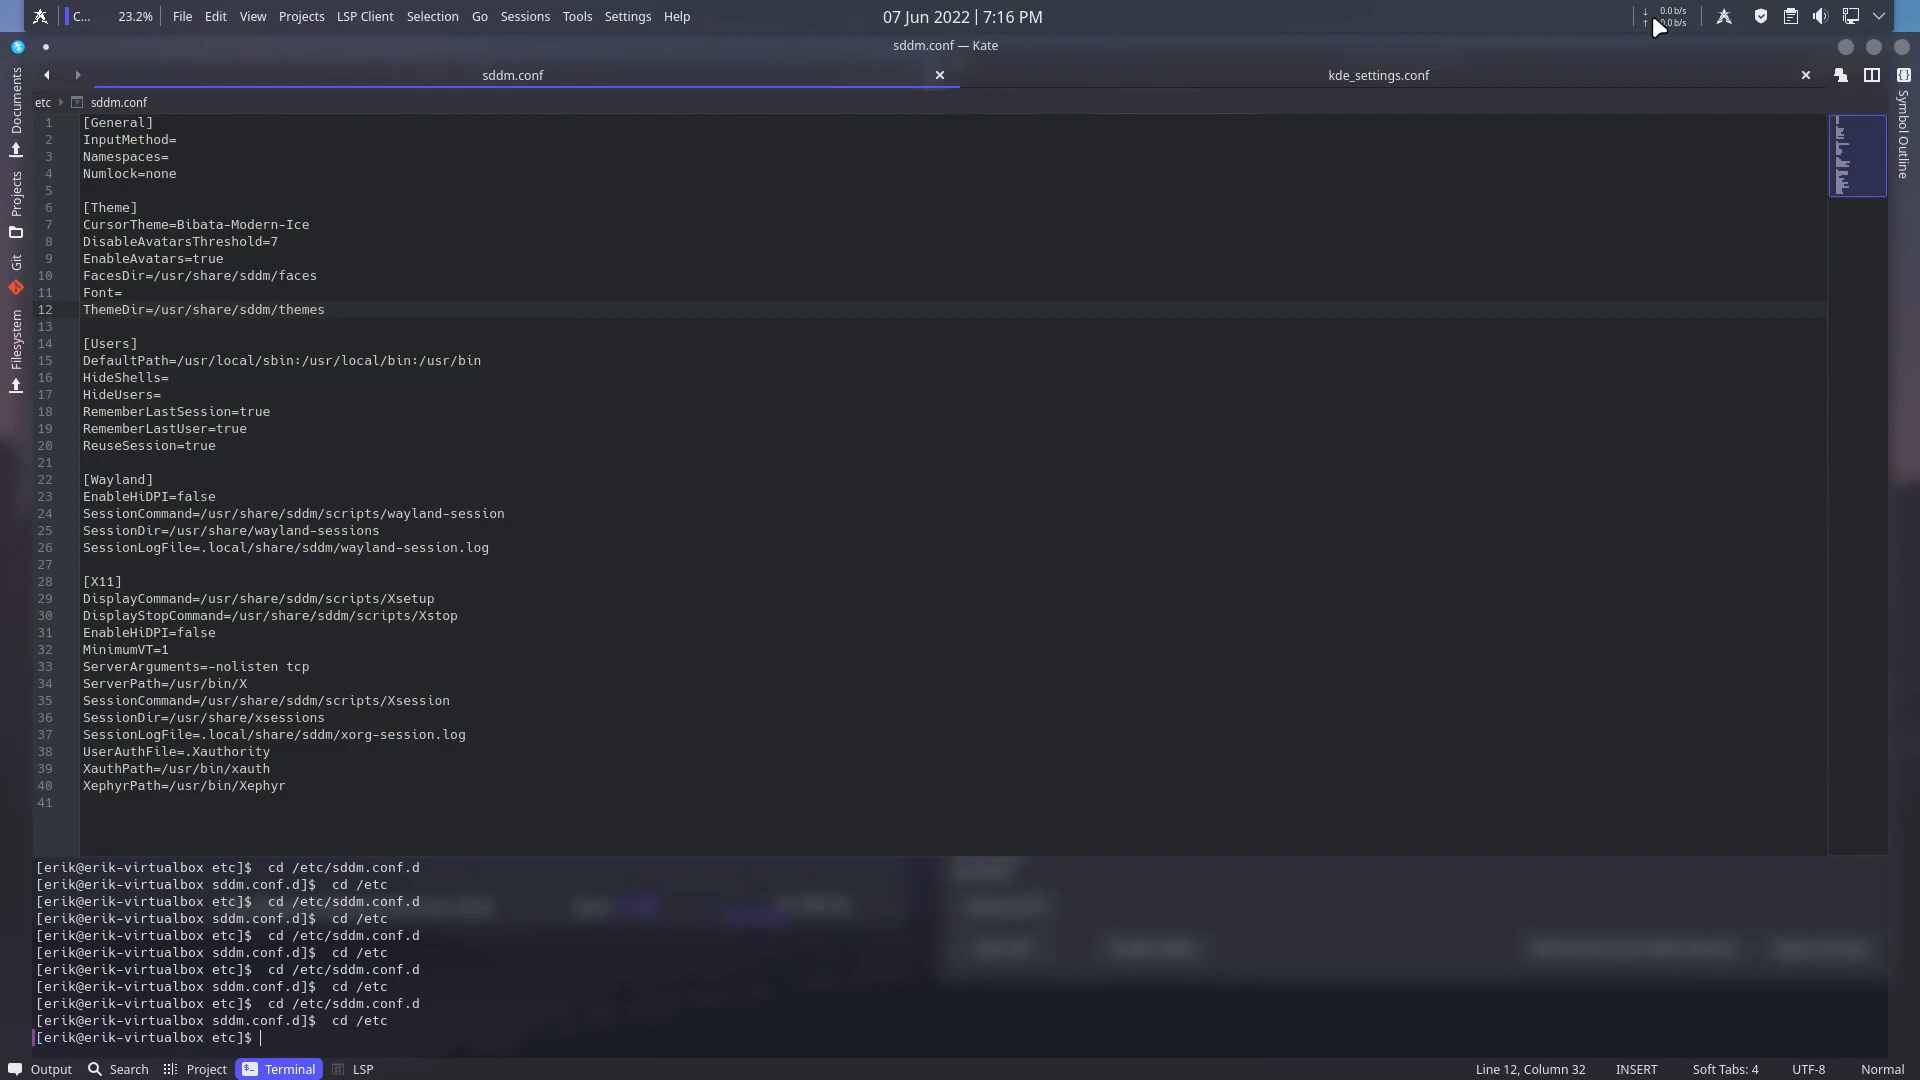 C... 23.2% File Edit View Projects LSP Client Selection Go Sessions Tools Settings Help 07 Jun 2022 | 7:16 PM ↓ 0.0 b/s
↑ 0.0 b/s
sddm.conf — Kate
sddm.conf kde_settings.conf
etc sddm.conf
Documents
Projects
Git
Filesystem
Symbol Outline
1 [General]
2 InputMethod=
3 Namespaces=
4 Numlock=none
5
6 [Theme]
7 CursorTheme=Bibata-Modern-Ice
8 DisableAvatarsThreshold=7
9 EnableAvatars=true
10 FacesDir=/usr/share/sddm/faces
11 Font=
12 ThemeDir=/usr/share/sddm/themes
13
14 [Users]
15 DefaultPath=/usr/local/sbin:/usr/local/bin:/usr/bin
16 HideShells=
17 HideUsers=
18 RememberLastSession=true
19 RememberLastUser=true
20 ReuseSession=true
21
22 [Wayland]
23 EnableHiDPI=false
24 SessionCommand=/usr/share/sddm/scripts/wayland-session
25 SessionDir=/usr/share/wayland-sessions
26 SessionLogFile=.local/share/sddm/wayland-session.log
27
28 [X11]
29 DisplayCommand=/usr/share/sddm/scripts/Xsetup
30 DisplayStopCommand=/usr/share/sddm/scripts/Xstop
31 EnableHiDPI=false
32 MinimumVT=1
33 ServerArguments=-nolisten tcp
34 ServerPath=/usr/bin/X
35 SessionCommand=/usr/share/sddm/scripts/Xsession
36 SessionDir=/usr/share/xsessions
37 SessionLogFile=.local/share/sddm/xorg-session.log
38 UserAuthFile=.Xauthority
39 XauthPath=/usr/bin/xauth
40 XephyrPath=/usr/bin/Xephyr
41
[erik@erik-virtualbox etc]$  cd /etc/sddm.conf.d
[erik@erik-virtualbox sddm.conf.d]$  cd /etc
[erik@erik-virtualbox etc]$  cd /etc/sddm.conf.d
[erik@erik-virtualbox sddm.conf.d]$  cd /etc
[erik@erik-virtualbox etc]$  cd /etc/sddm.conf.d
[erik@erik-virtualbox sddm.conf.d]$  cd /etc
[erik@erik-virtualbox etc]$  cd /etc/sddm.conf.d
[erik@erik-virtualbox sddm.conf.d]$  cd /etc
[erik@erik-virtualbox etc]$  cd /etc/sddm.conf.d
[erik@erik-virtualbox sddm.conf.d]$  cd /etc
[erik@erik-virtualbox etc]$
Output Search Project Terminal LSP Line 12, Column 32 INSERT Soft Tabs: 4 UTF-8 Normal